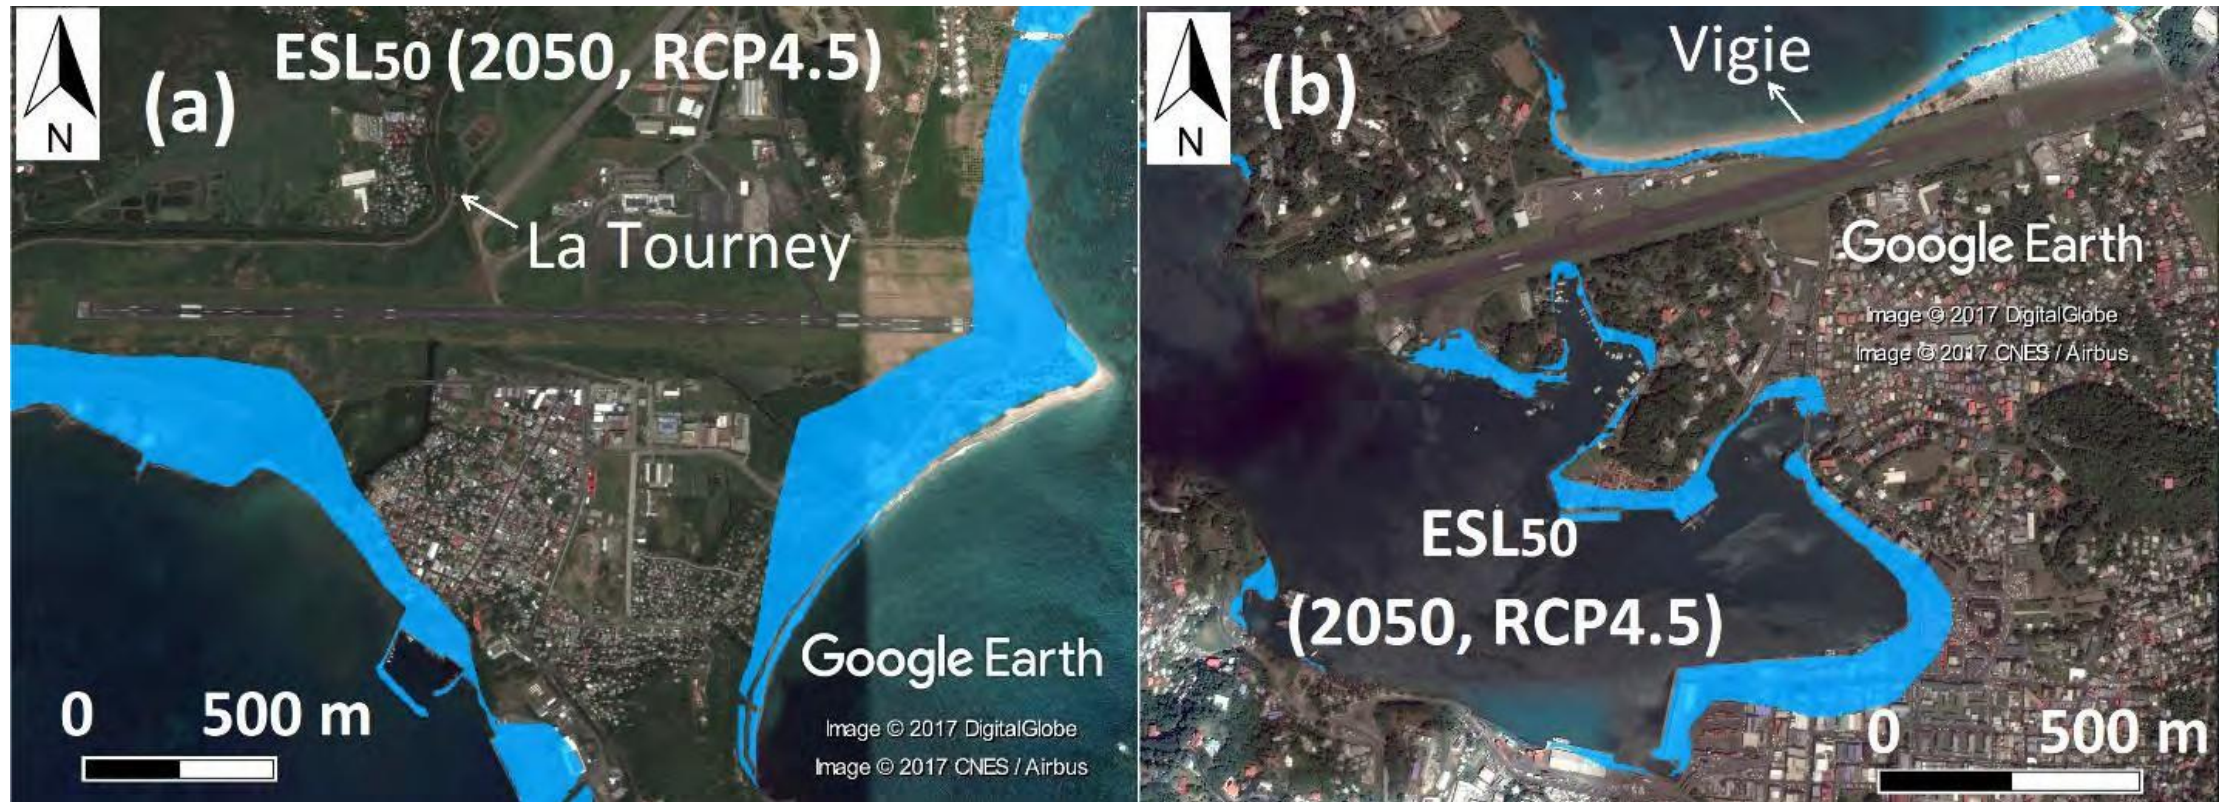 N
(a)
ESL50 (2050, RCP4.5)
La Tourney
Google Earth
Image © 2017 DigitalGlobe
Image © 2017 CNES / Airbus
0 500 m
N
(b)
Vigie
Google Earth
Image © 2017 DigitalGlobe
Image © 2017 CNES / Airbus
ESL50
(2050, RCP4.5)
0 500 m